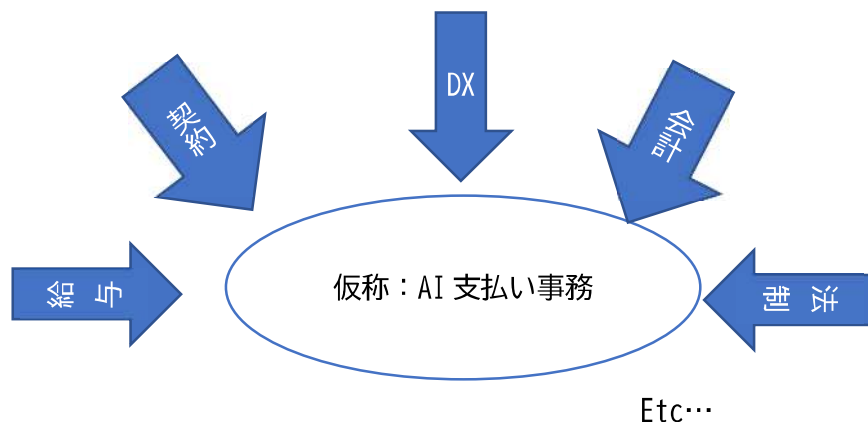 DX
契約
会計
給与
仮称：AI 支払い事務
法制
Etc…